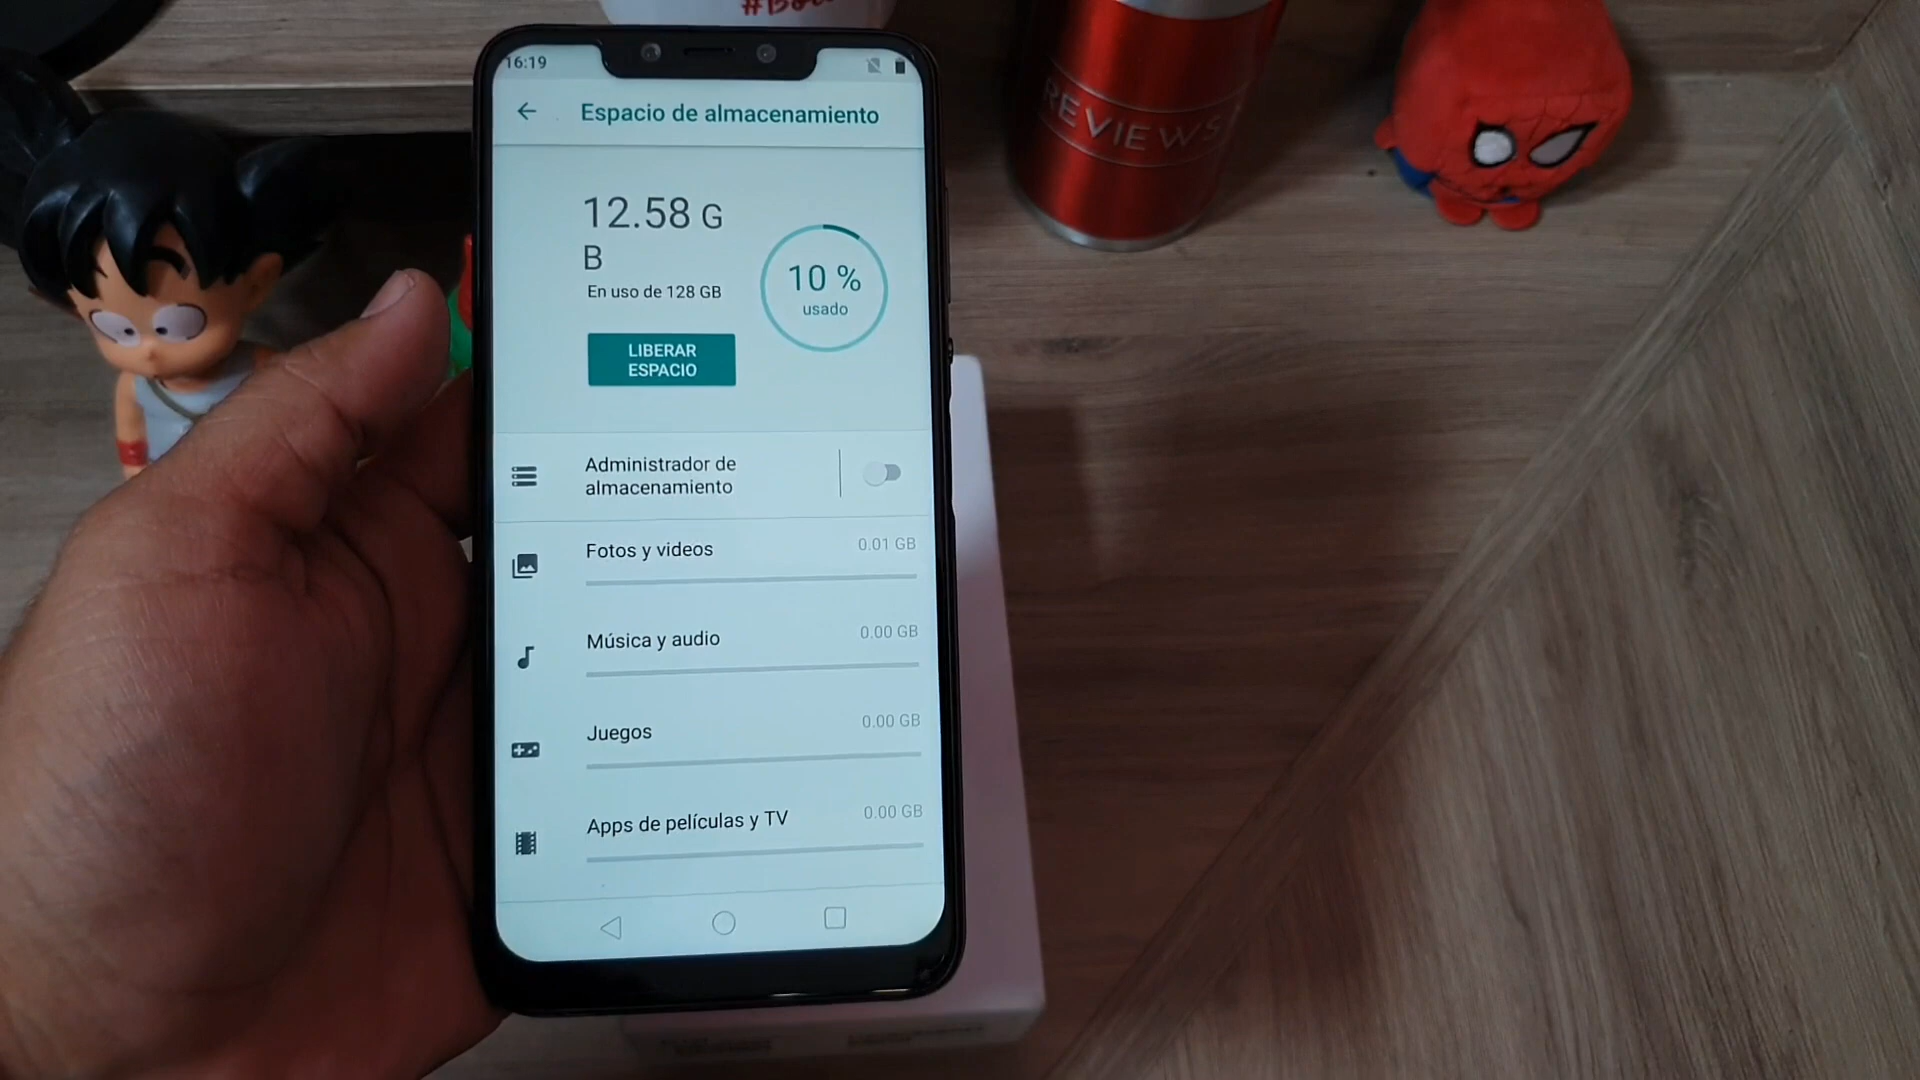 16:19
Espacio de almacenamiento
12.58 G
B
En uso de 128 GB
10 %
usado
LIBERAR
ESPACIO
Administrador de
almacenamiento
Fotos y videos
0.01 GB
Música y audio
0.00 GB
Juegos
0.00 GB
Apps de películas y TV
0.00 GB
REVIEWS